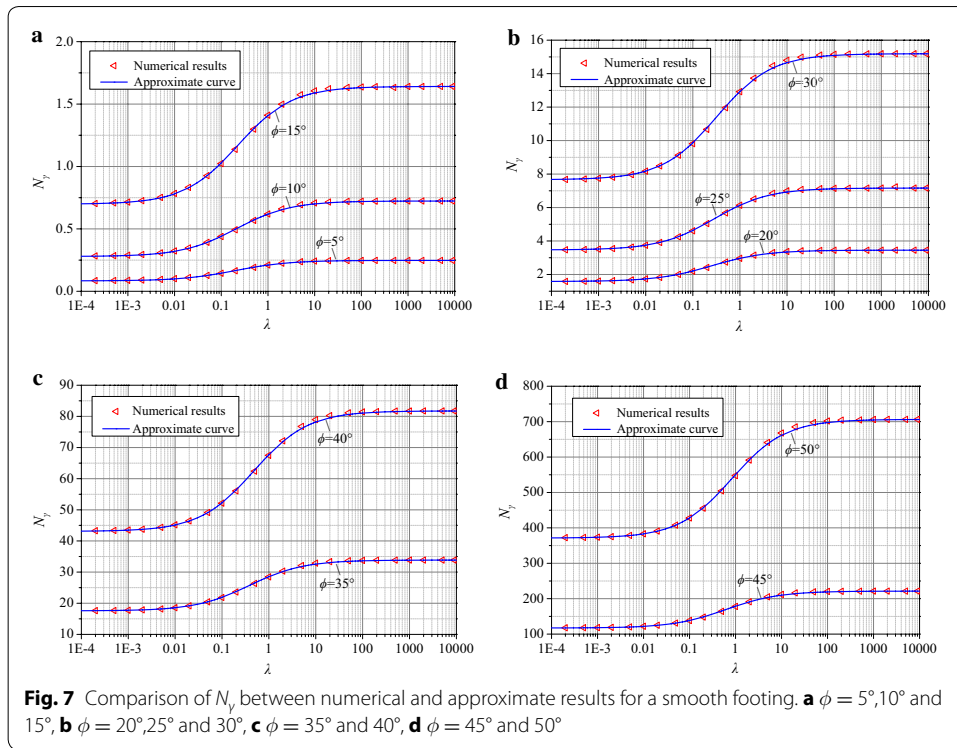 a
2.0
1.5
1.0
0.5
0.0
Nγ
Numerical results
Approximate curve
ϕ=15°
ϕ=10°
ϕ=5°
1E-4 1E-3 0.01 0.1 1 10 100 1000 10000
λ
b
16
14
12
10
8
6
4
2
Nγ
Numerical results
Approximate curve
ϕ=30°
ϕ=25°
ϕ=20°
1E-4 1E-3 0.01 0.1 1 10 100 1000 10000
λ
c
90
80
70
60
50
40
30
20
10
Nγ
Numerical results
Approximate curve
ϕ=40°
ϕ=35°
1E-4 1E-3 0.01 0.1 1 10 100 1000 10000
λ
d
800
700
600
500
400
300
200
100
Nγ
Numerical results
Approximate curve
ϕ=50°
ϕ=45°
1E-4 1E-3 0.01 0.1 1 10 100 1000 10000
λ
Fig. 7 Comparison of Nγ between numerical and approximate results for a smooth footing. a ϕ = 5°,10° and
15°, b ϕ = 20°,25° and 30°, c ϕ = 35° and 40°, d ϕ = 45° and 50°